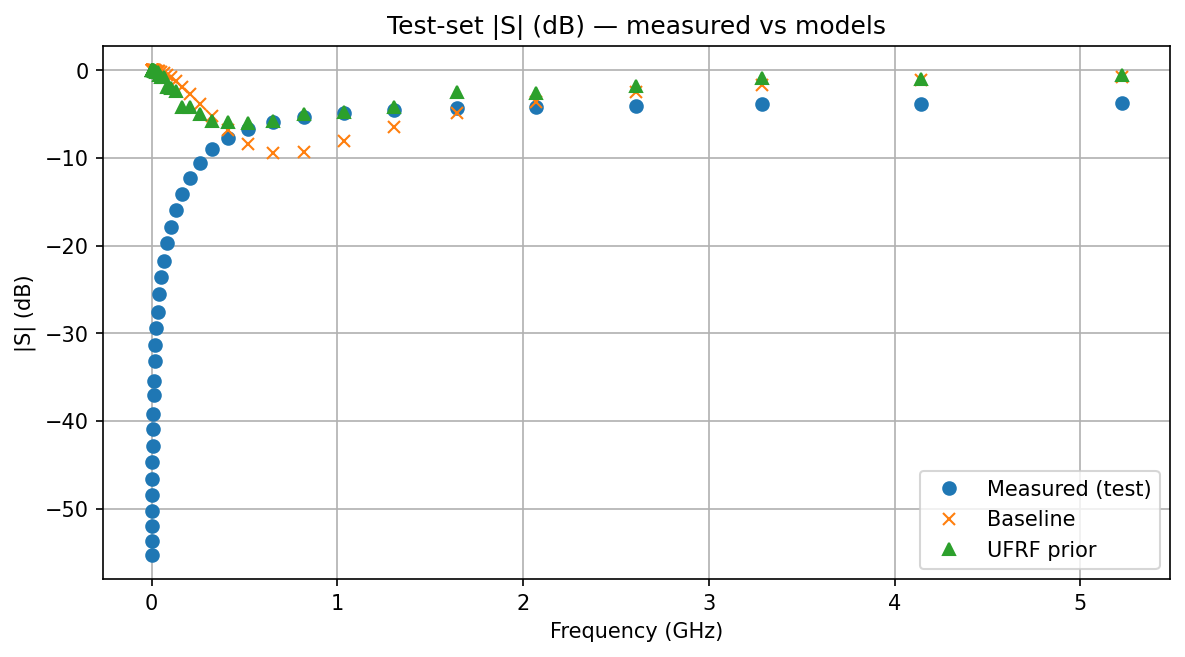 Test-set |S| (dB) — measured vs models
0
−10
−20
−30
−40
−50
|S| (dB)
0 1 2 3 4 5
Frequency (GHz)
Measured (test)
Baseline
UFRF prior